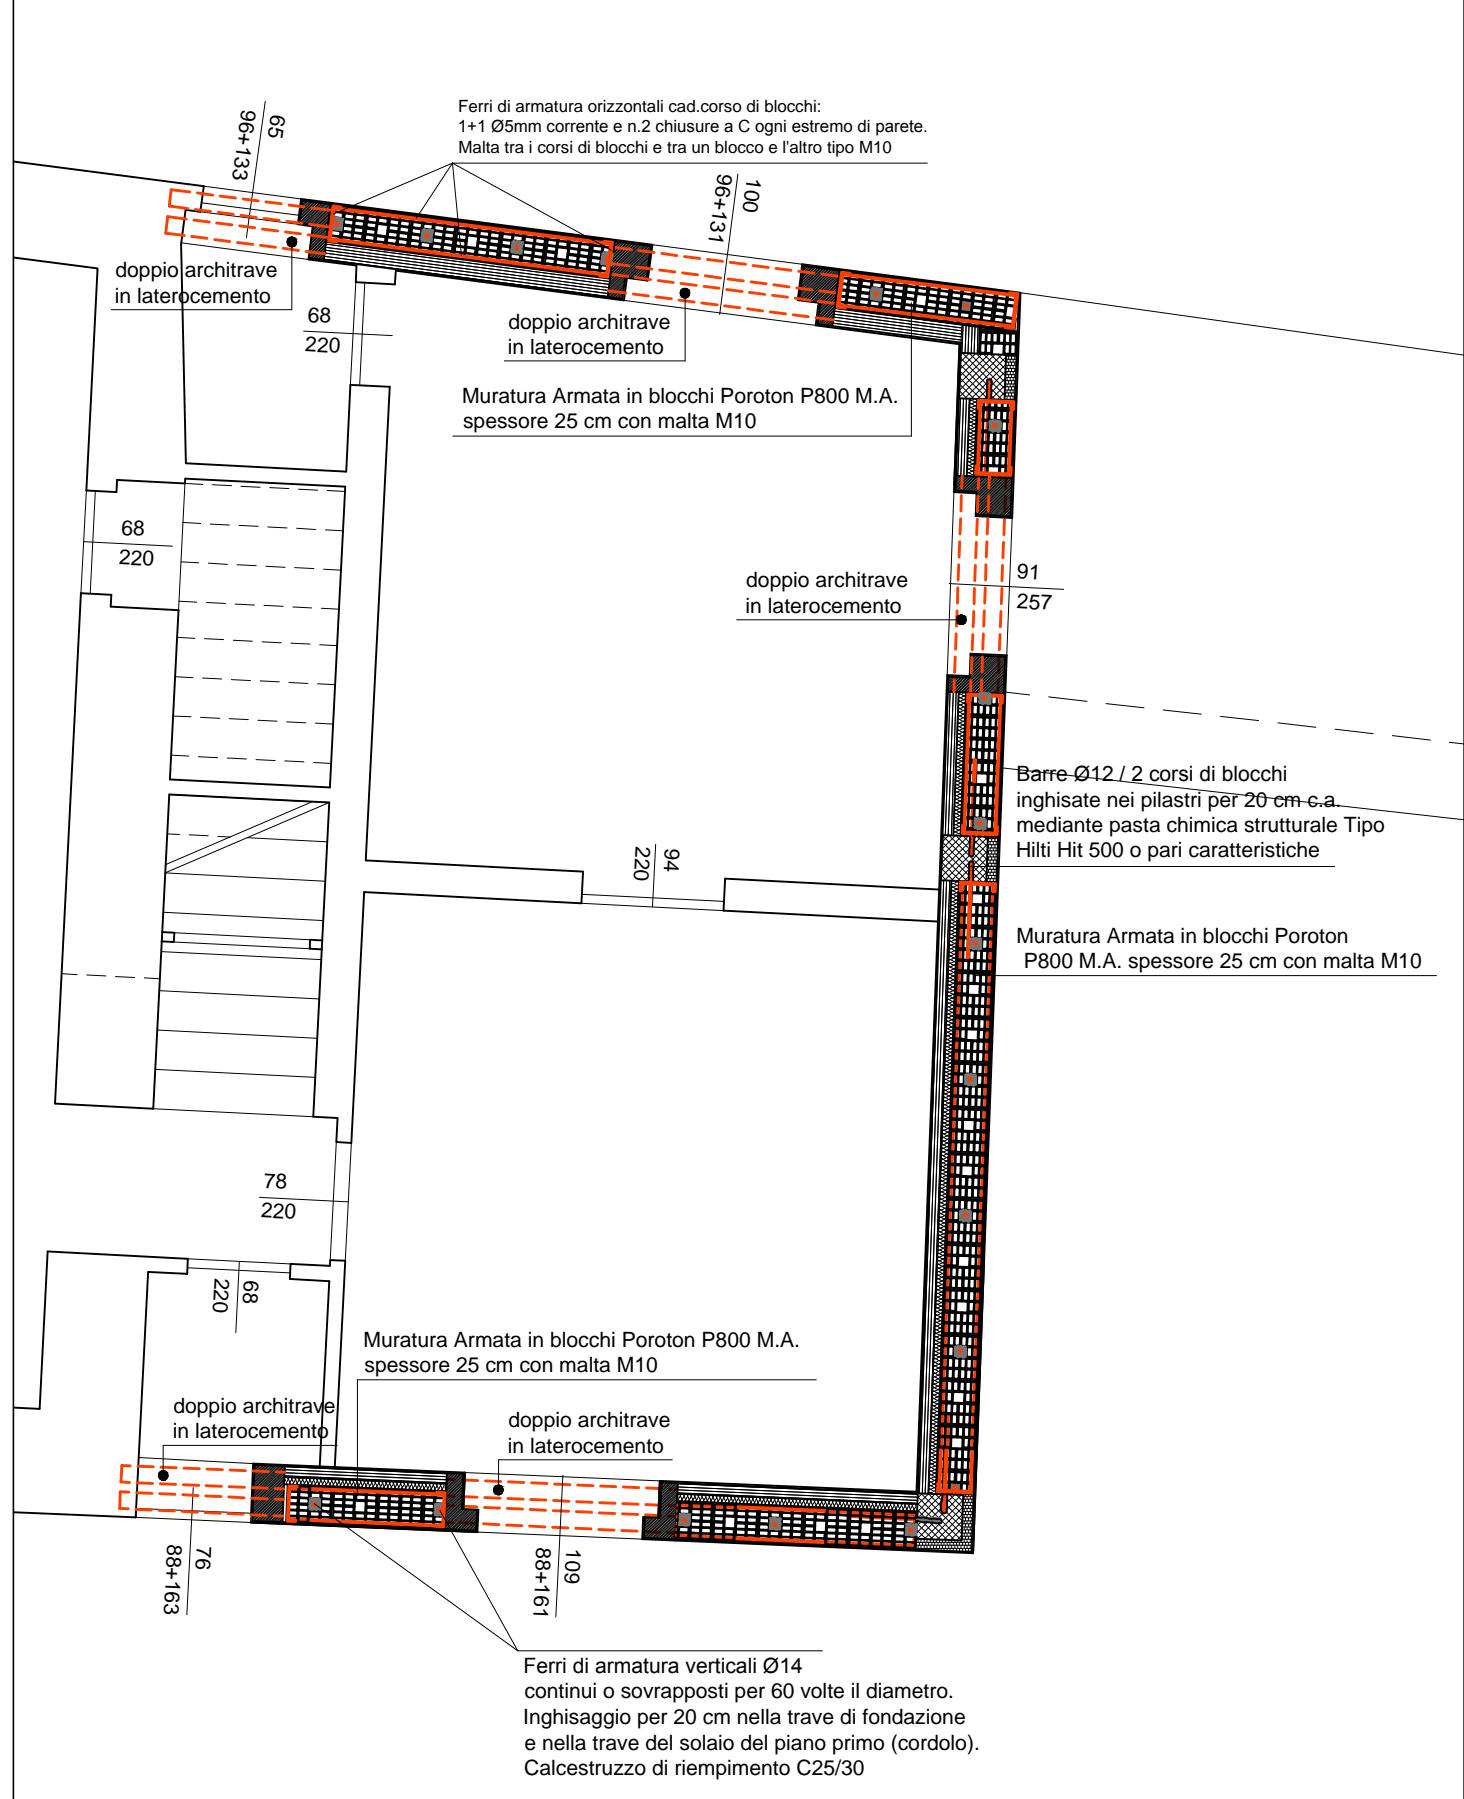 Ferri di armatura orizzontali cad.corso di blocchi:
1+1 Ø5mm corrente e n.2 chiusure a C ogni estremo di parete.
Malta tra i corsi di blocchi e tra un blocco e l'altro tipo M10
65
96+133
100
96+131
doppio architrave
in laterocemento
68
220
doppio architrave
in laterocemento
Muratura Armata in blocchi Poroton P800 M.A.
spessore 25 cm con malta M10
68
220
doppio architrave
in laterocemento
91
257
Barre Ø12 / 2 corsi di blocchi
inghisate nei pilastri per 20 cm c.a.
mediante pasta chimica strutturale Tipo
Hilti Hit 500 o pari caratteristiche
94
220
Muratura Armata in blocchi Poroton
P800 M.A. spessore 25 cm con malta M10
78
220
68
220
Muratura Armata in blocchi Poroton P800 M.A.
spessore 25 cm con malta M10
doppio architrave
in laterocemento
doppio architrave
in laterocemento
76
88+163
109
88+161
Ferri di armatura verticali Ø14
continui o sovrapposti per 60 volte il diametro.
Inghisaggio per 20 cm nella trave di fondazione
e nella trave del solaio del piano primo (cordolo).
Calcestruzzo di riempimento C25/30